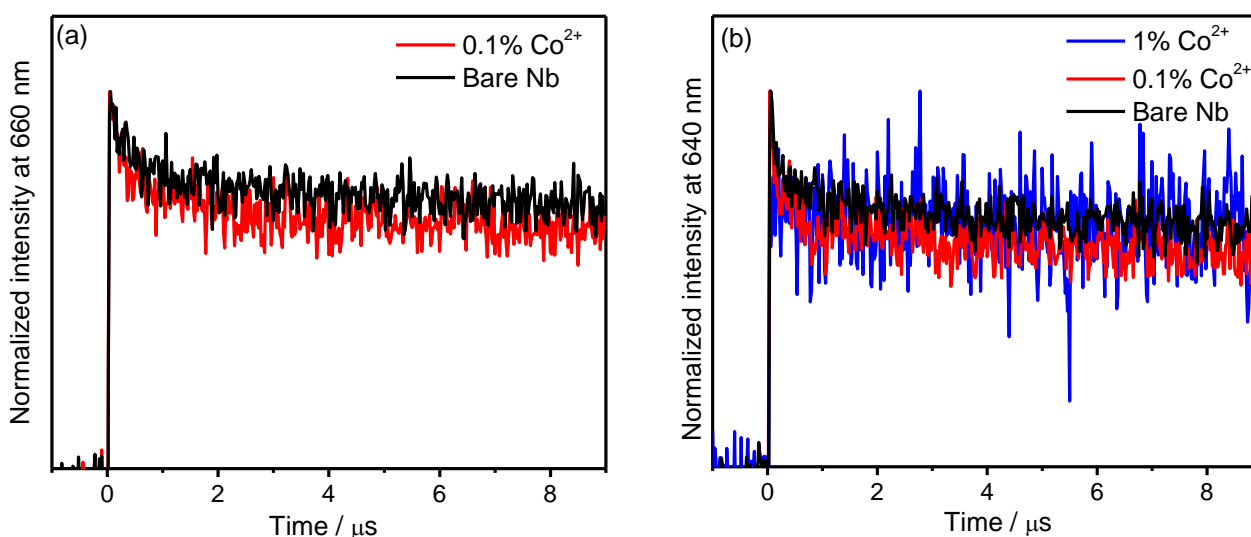 (a)
0.1% Co²⁺
Bare Nb
Normalized intensity at 660 nm
0
2
4
6
8
Time / μs
(b)
1% Co²⁺
0.1% Co²⁺
Bare Nb
Normalized intensity at 640 nm
0
2
4
6
8
Time / μs